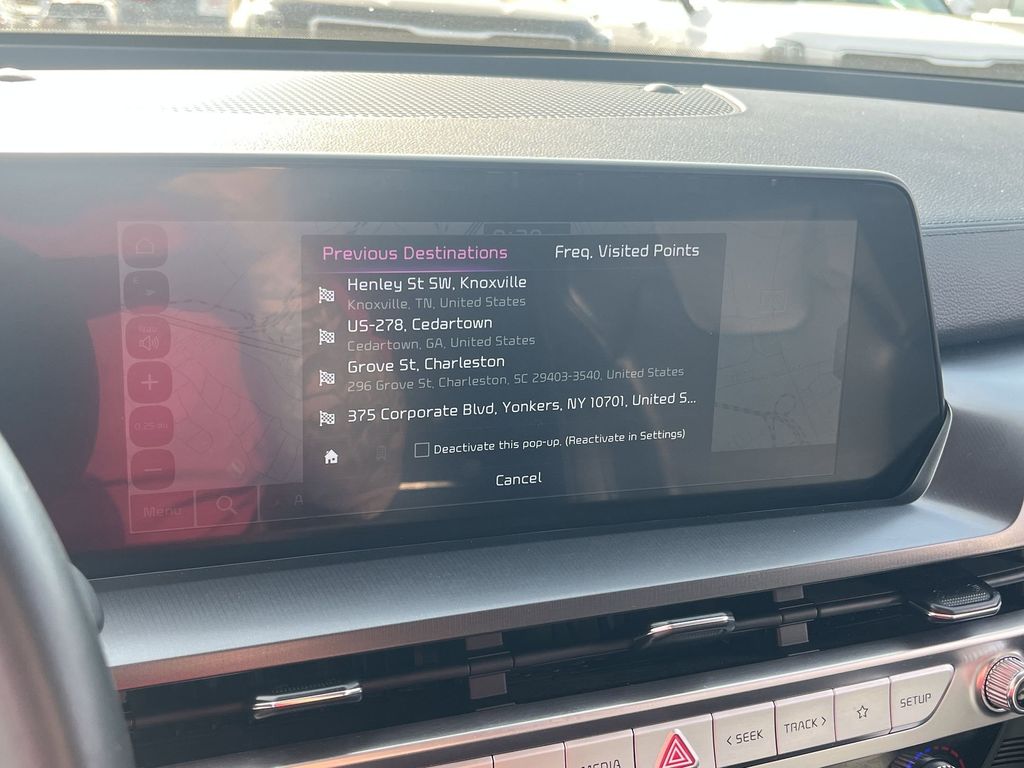 Previous Destinations
Freq. Visited Points
Henley St SW, Knoxville
Knoxville, TN, United States
US-278, Cedartown
Cedartown, GA, United States
Grove St, Charleston
296 Grove St, Charleston, SC 29403-3540, United States
375 Corporate Blvd, Yonkers, NY 10701, United S...
Deactivate this pop-up. (Reactivate in Settings)
Cancel
Menu
A
MEDIA
< SEEK
TRACK >
SETUP